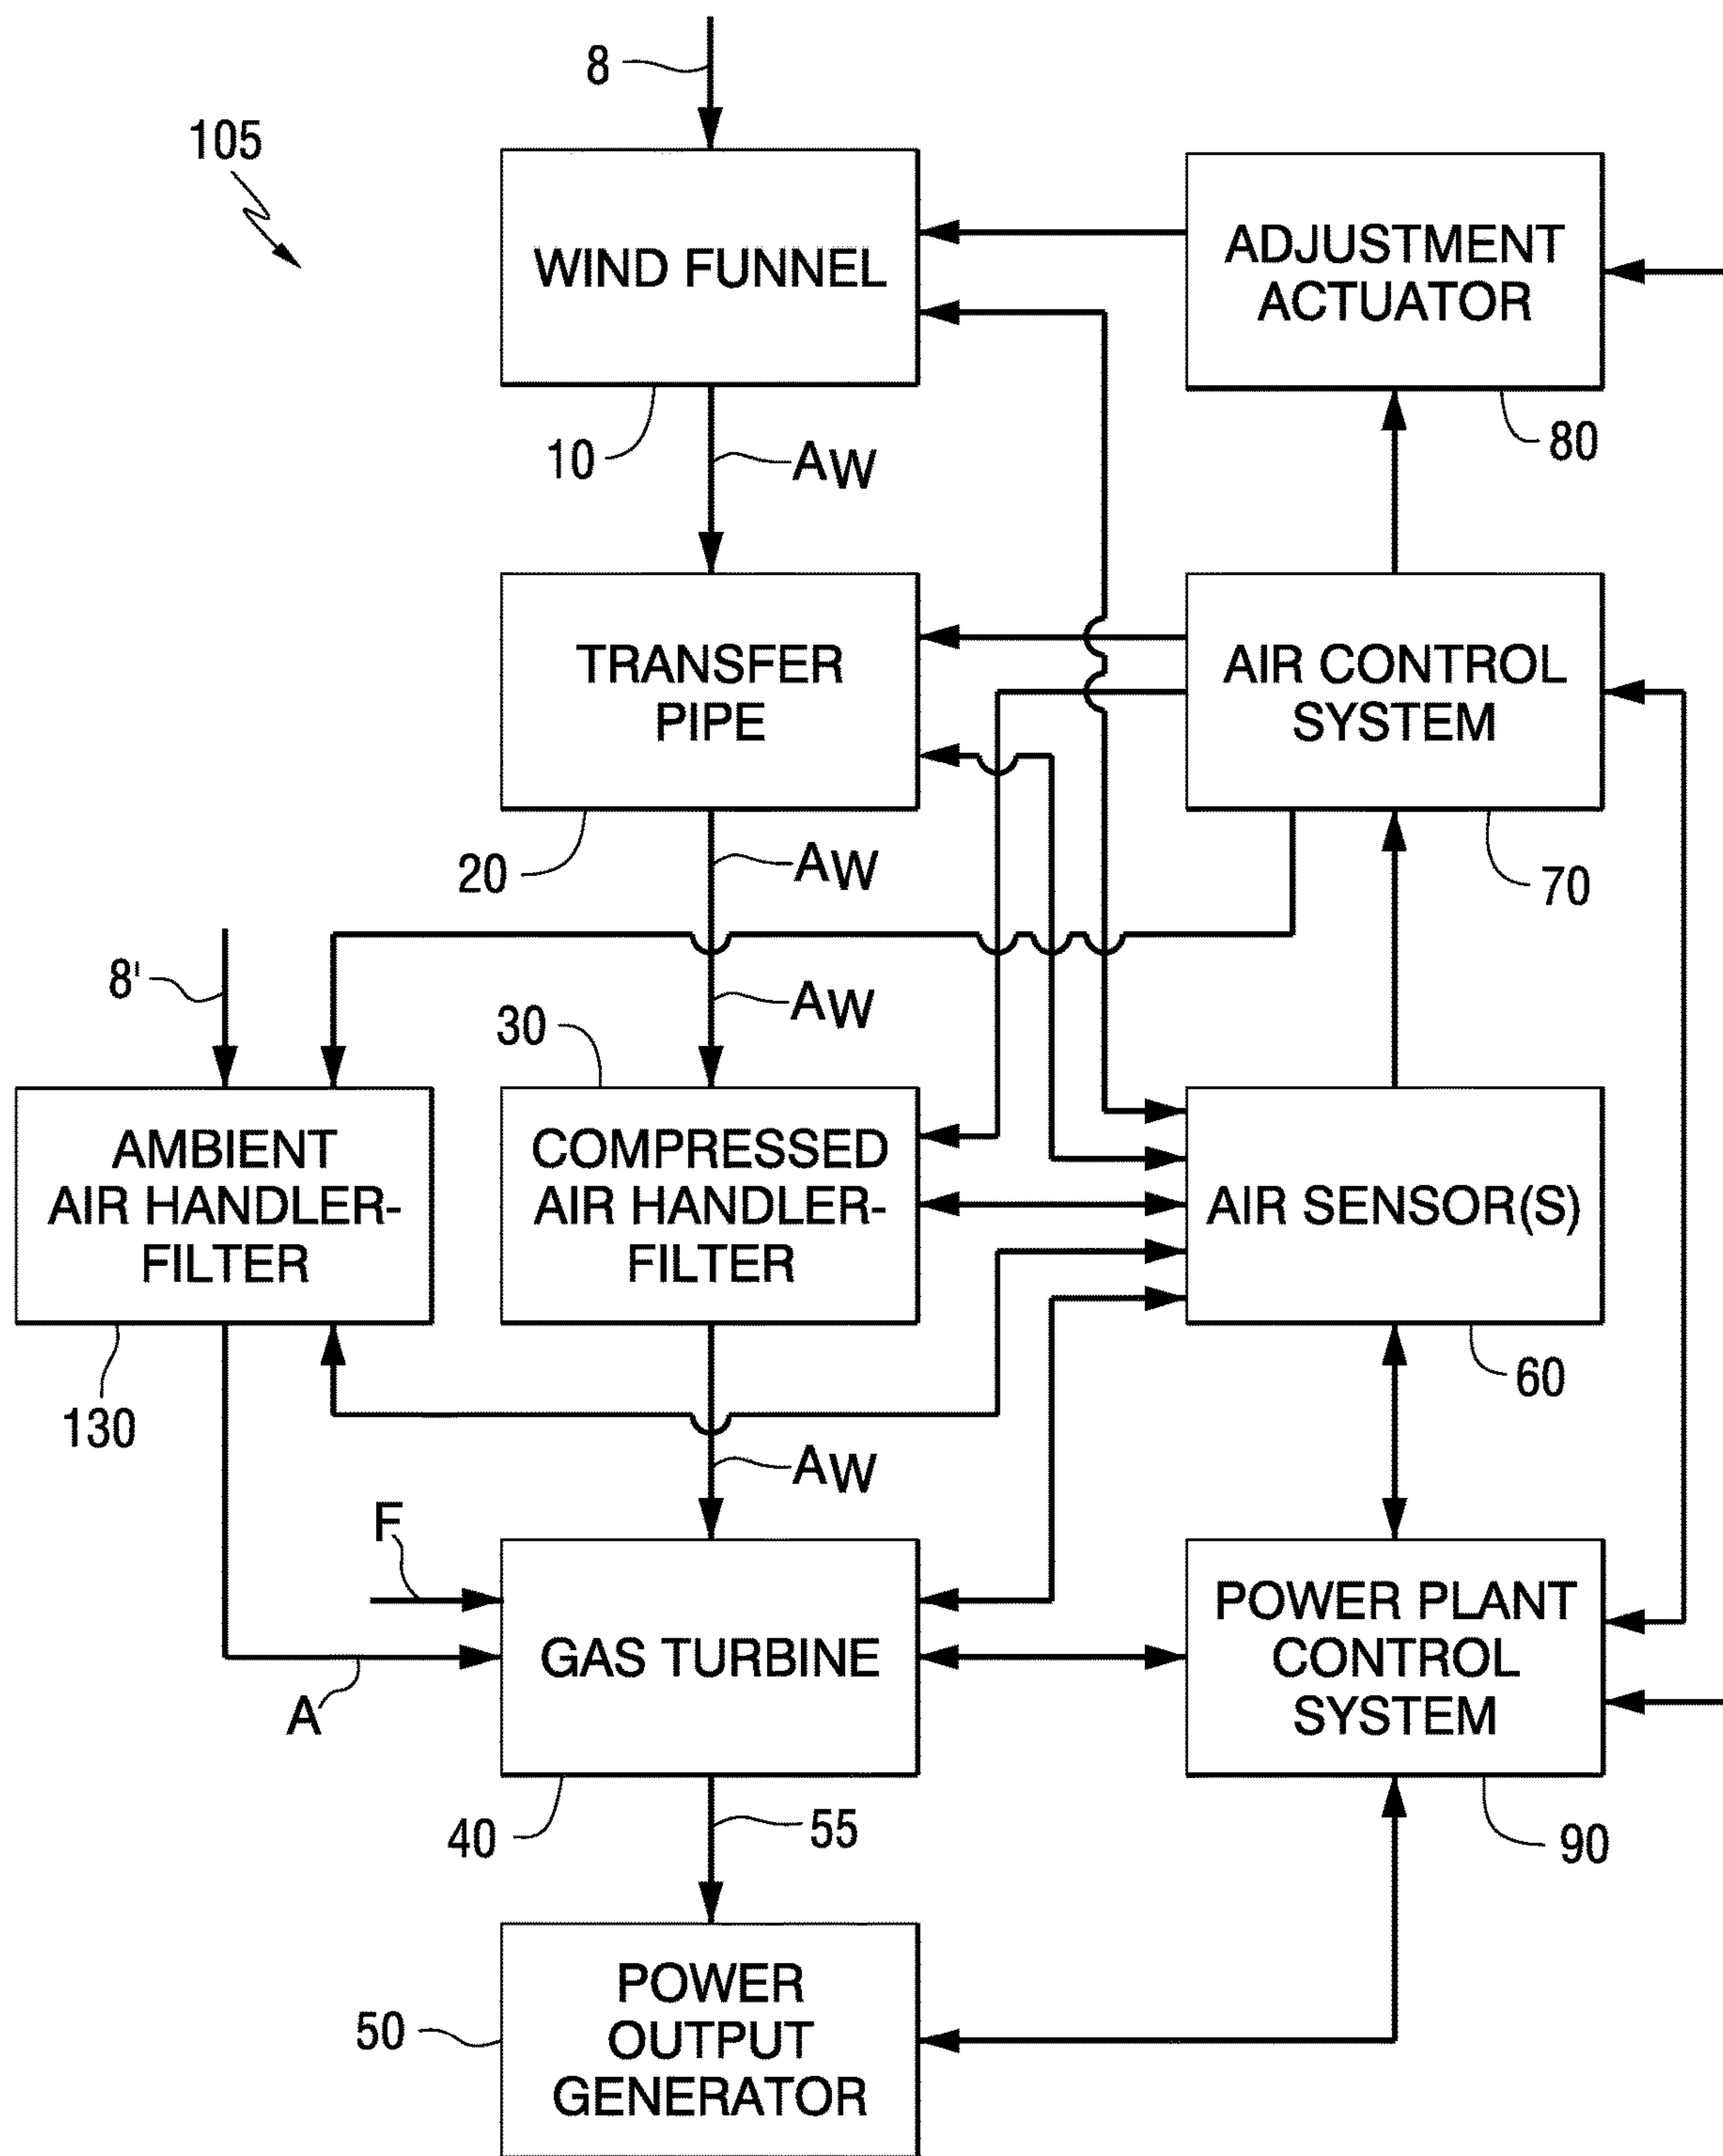 8
105
WIND FUNNEL
ADJUSTMENT
ACTUATOR
10
AW
80
TRANSFER
PIPE
AIR CONTROL
SYSTEM
20
AW
70
8'
30
AW
AMBIENT
AIR HANDLER-
FILTER
COMPRESSED
AIR HANDLER-
FILTER
AIR SENSOR(S)
130
60
AW
F
A
GAS TURBINE
POWER PLANT
CONTROL
SYSTEM
40
55
90
50
POWER
OUTPUT
GENERATOR